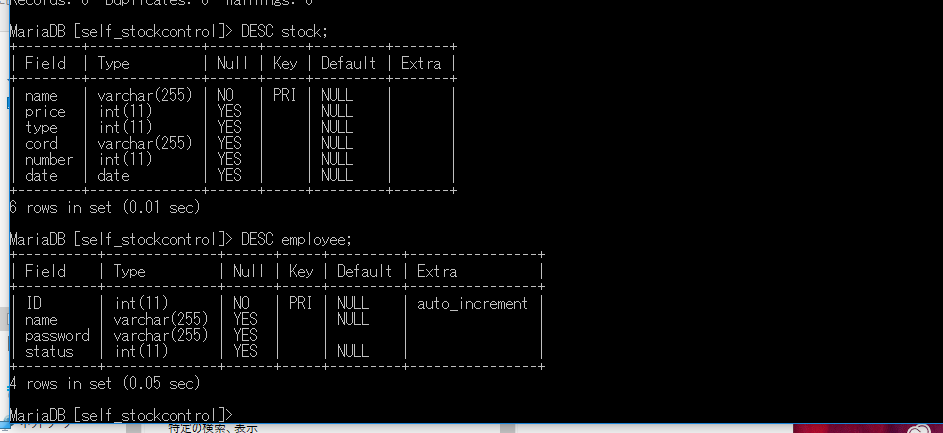 Records: 0  Duplicates: 0  Warnings: 0
MariaDB [self_stockcontrol]> DESC stock;
+--------+--------------+------+-----+---------+-------+
| Field  | Type         | Null | Key | Default | Extra |
+--------+--------------+------+-----+---------+-------+
| name   | varchar(255) | NO   | PRI | NULL    |       |
| price  | int(11)      | YES  |     | NULL    |       |
| type   | int(11)      | YES  |     | NULL    |       |
| cord   | varchar(255) | YES  |     | NULL    |       |
| number | int(11)      | YES  |     | NULL    |       |
| date   | date         | YES  |     | NULL    |       |
+--------+--------------+------+-----+---------+-------+
6 rows in set (0.01 sec)
MariaDB [self_stockcontrol]> DESC employee;
+----------+--------------+------+-----+---------+----------------+
| Field    | Type         | Null | Key | Default | Extra          |
+----------+--------------+------+-----+---------+----------------+
| ID       | int(11)      | NO   | PRI | NULL    | auto_increment |
| name     | varchar(255) | YES  |     | NULL    |                |
| password | varchar(255) | YES  |     |         |                |
| status   | int(11)      | YES  |     | NULL    |                |
+----------+--------------+------+-----+---------+----------------+
4 rows in set (0.05 sec)
MariaDB [self_stockcontrol]>
特定の検索、表示